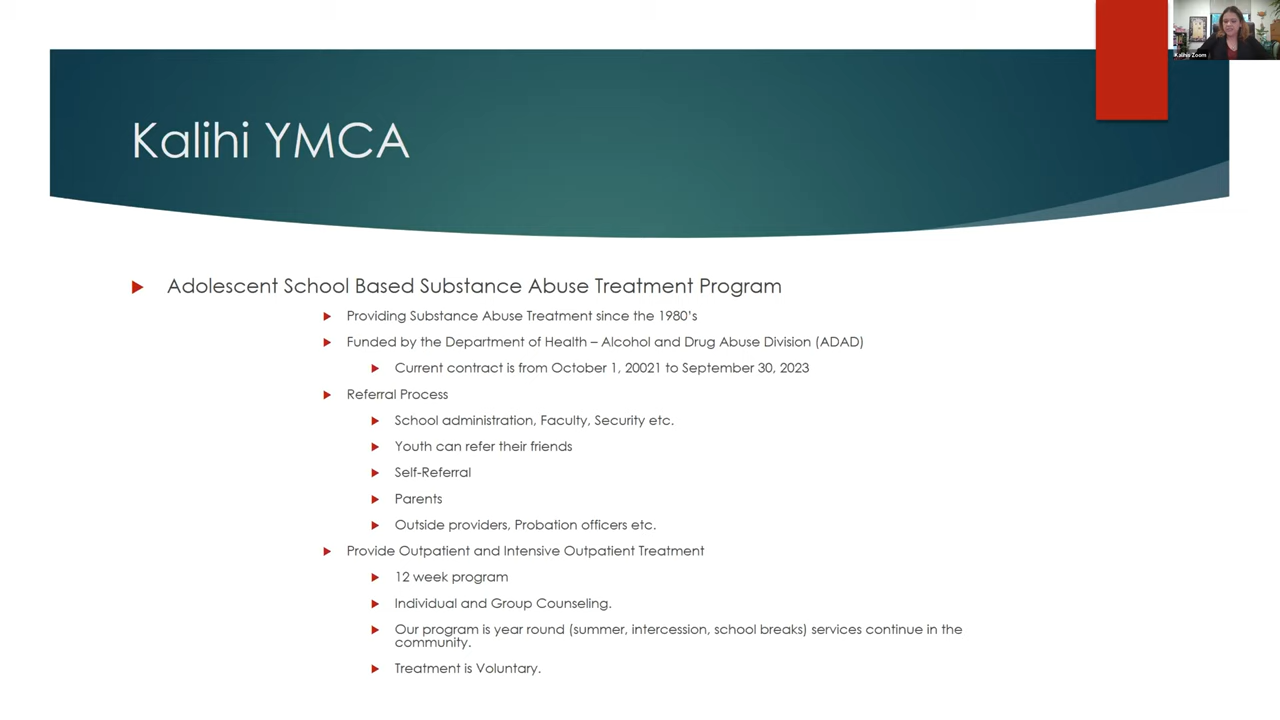 Kalihi Zoom
Kalihi YMCA
Adolescent School Based Substance Abuse Treatment Program
Providing Substance Abuse Treatment since the 1980's
Funded by the Department of Health – Alcohol and Drug Abuse Division (ADAD)
Current contract is from October 1, 20021 to September 30, 2023
Referral Process
School administration, Faculty, Security etc.
Youth can refer their friends
Self-Referral
Parents
Outside providers, Probation officers etc.
Provide Outpatient and Intensive Outpatient Treatment
12 week program
Individual and Group Counseling.
Our program is year round (summer, intercession, school breaks) services continue in the
community.
Treatment is Voluntary.